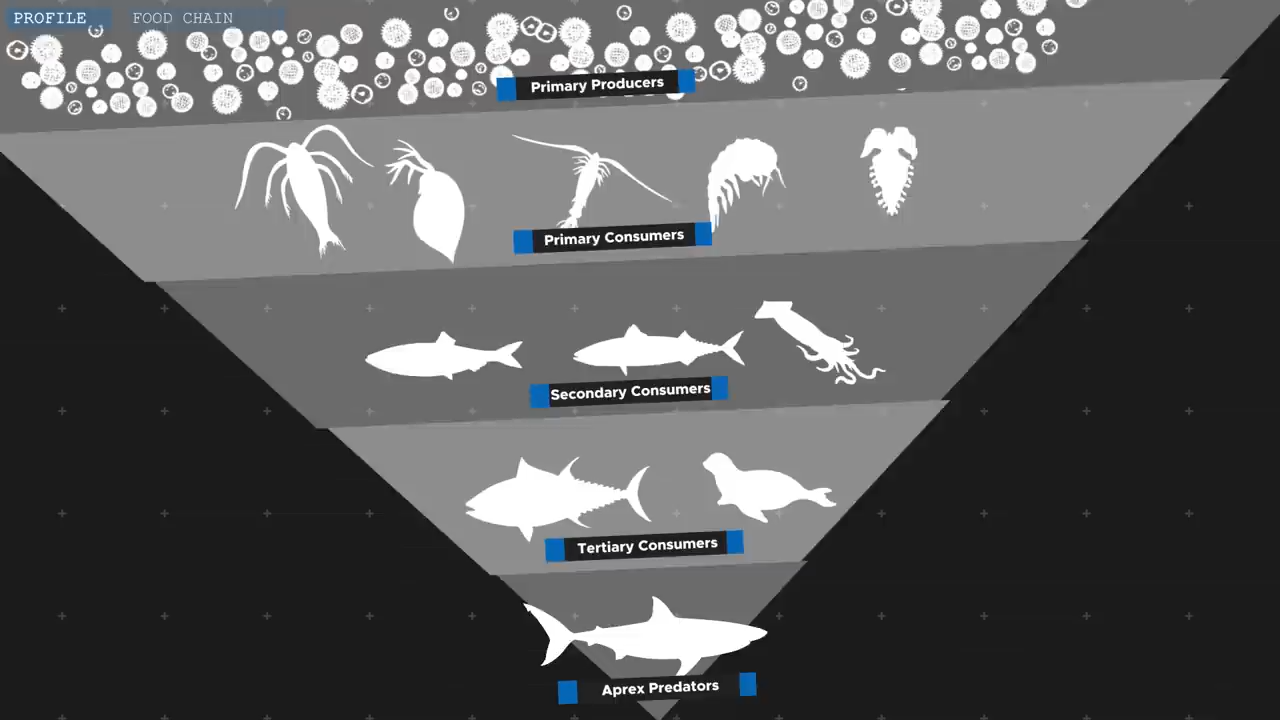 PROFILE
FOOD CHAIN
Primary Producers
Primary Consumers
Secondary Consumers
Tertiary Consumers
Aprex Predators